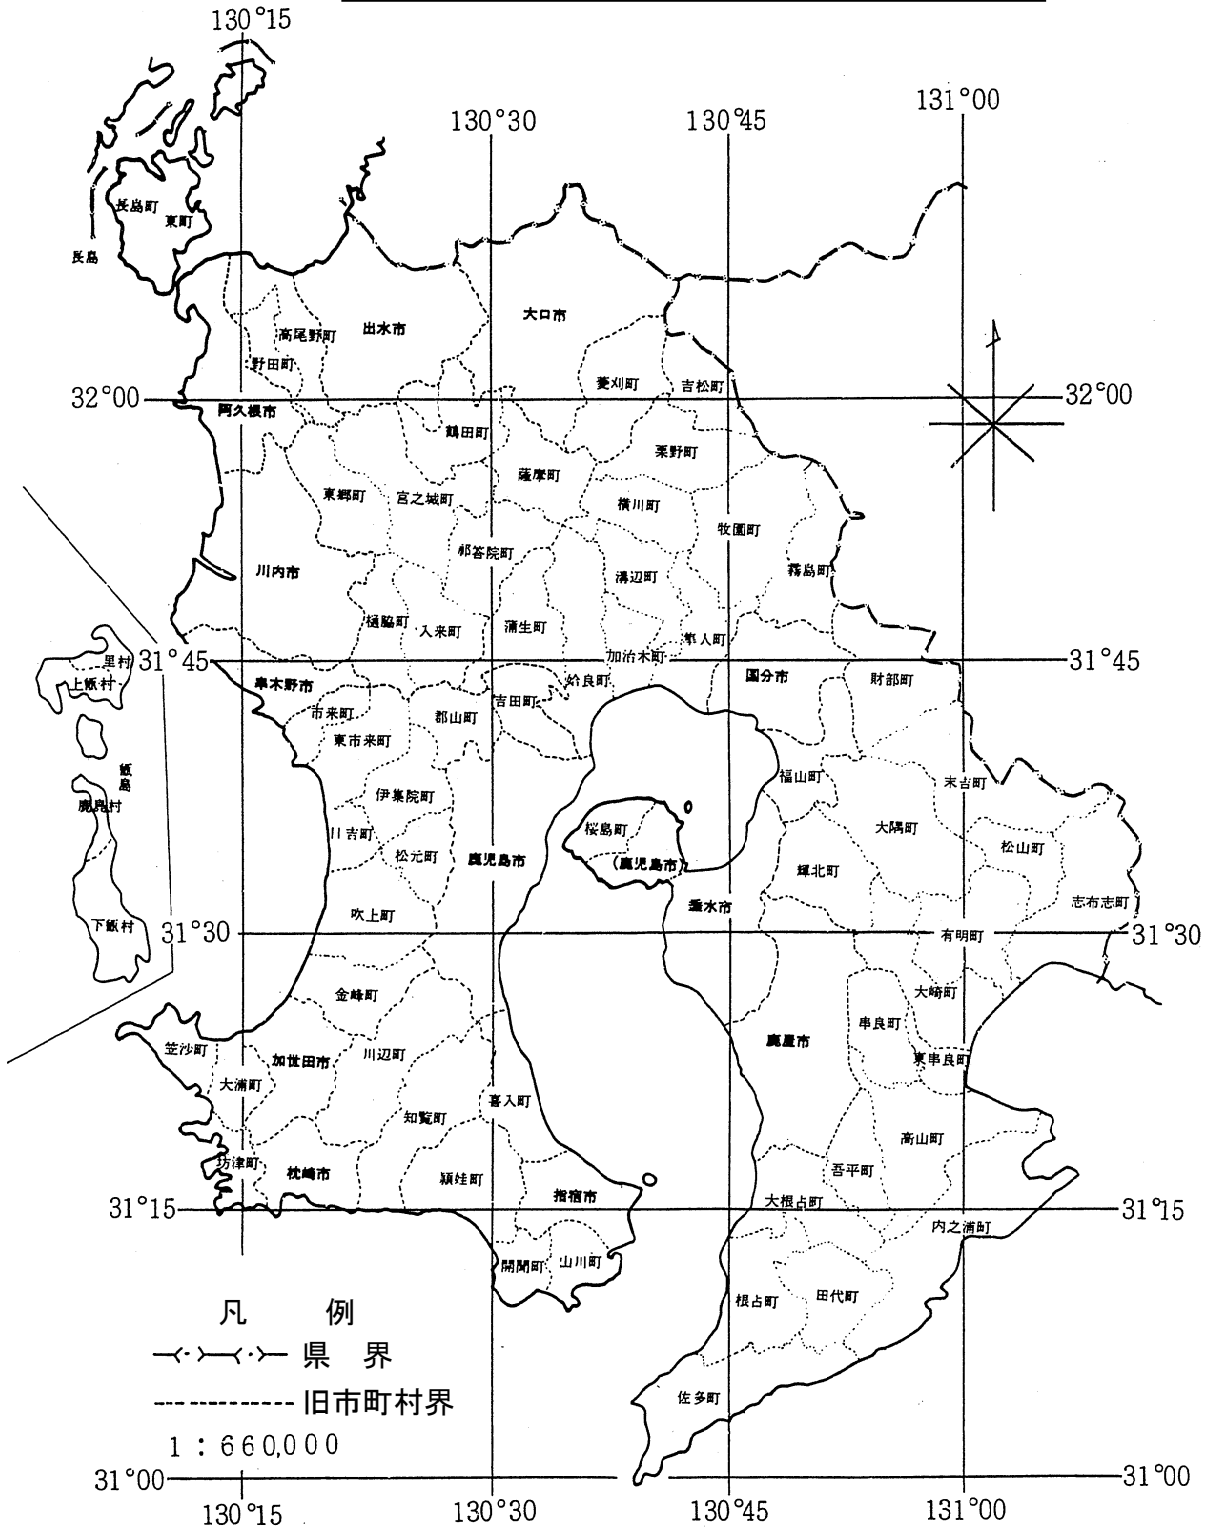 130°15
130°30
130°45
131°00
長島町
東町
長島
大口市
出水市
高尾野町
野田町
菱刈町
吉松町
32°00
32°00
阿久根市
鶴田町
栗野町
薩摩町
東郷町
宮之城町
横川町
牧園町
祁答院町
川内市
溝辺町
霧島町
樋脇町
入来町
蒲生町
隼人町
加治木町
里村
31°45
31°45
上甑村
串木野市
姶良町
国分市
財部町
吉田町
市来町
郡山町
東市来町
甑島
福山町
末吉町
鹿島村
伊集院町
桜島町
大隅町
日吉町
松山町
松元町
鹿児島市
(鹿児島市)
輝北町
志布志町
垂水市
吹上町
下甑村
31°30
有明町
31°30
金峰町
大崎町
串良町
鹿屋市
笠沙町
加世田市
川辺町
東串良町
大浦町
喜入町
知覧町
高山町
坊津町
枕崎市
頴娃町
吾平町
指宿市
大根占町
31°15
31°15
内之浦町
開聞町
山川町
根占町
田代町
佐多町
凡 例
県 界
旧市町村界
1:660,000
31°00
31°00
130°15
130°30
130°45
131°00